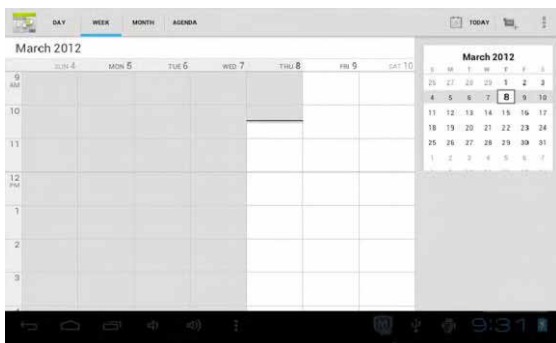 DAY WEEK MONTH AGENDA TODAY
March 2012
SUN 4 MON 5 TUE 6 WED 7 THU 8 FRI 9 SAT 10
9
AM
10
11
12
PM
1
2
3
March 2012
S M T W T F S
26 27 28 29 1 2 3
4 5 6 7 8 9 10
11 12 13 14 15 16 17
18 19 20 21 22 23 24
25 26 27 28 29 30 31
1 2 3 4 5 6 7
9:31